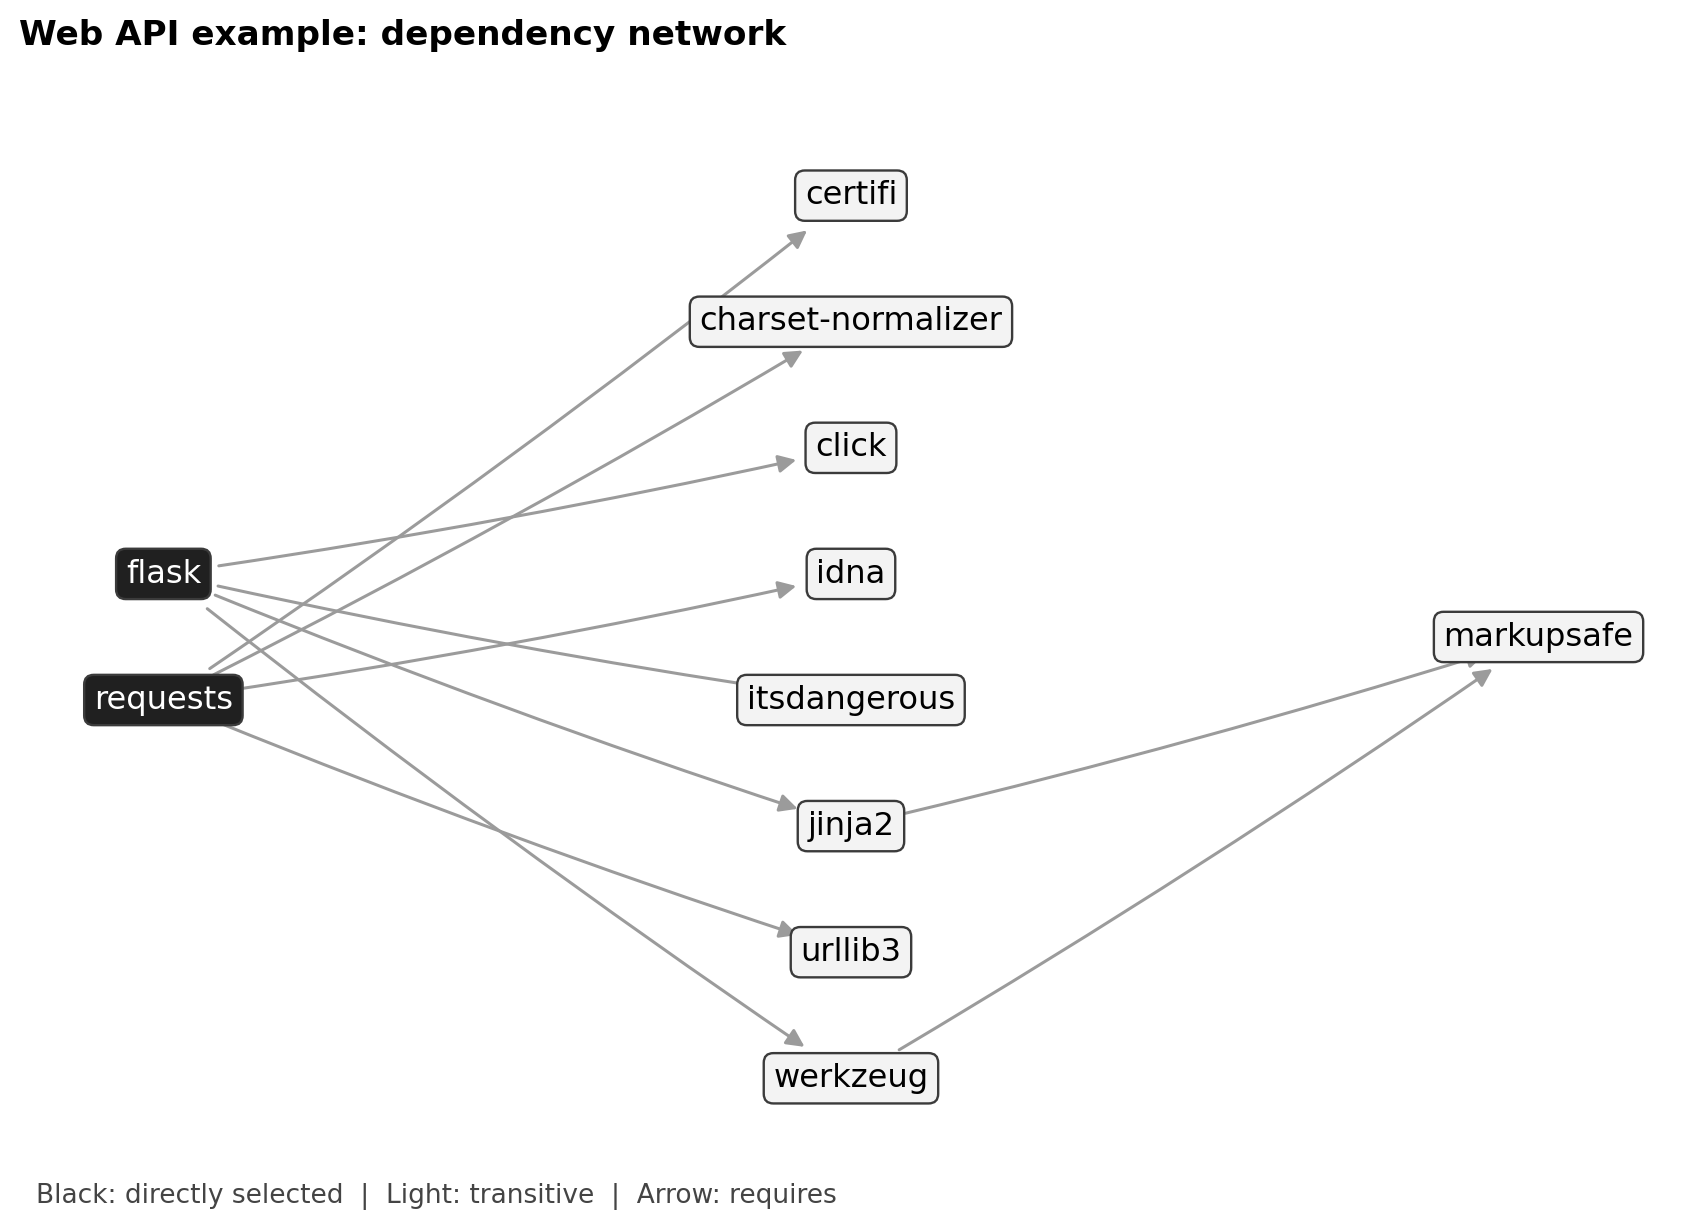 Web API example: dependency network
certifi
charset-normalizer
click
flask
idna
markupsafe
requests
itsdangerous
jinja2
urllib3
werkzeug
Black: directly selected | Light: transitive | Arrow: requires